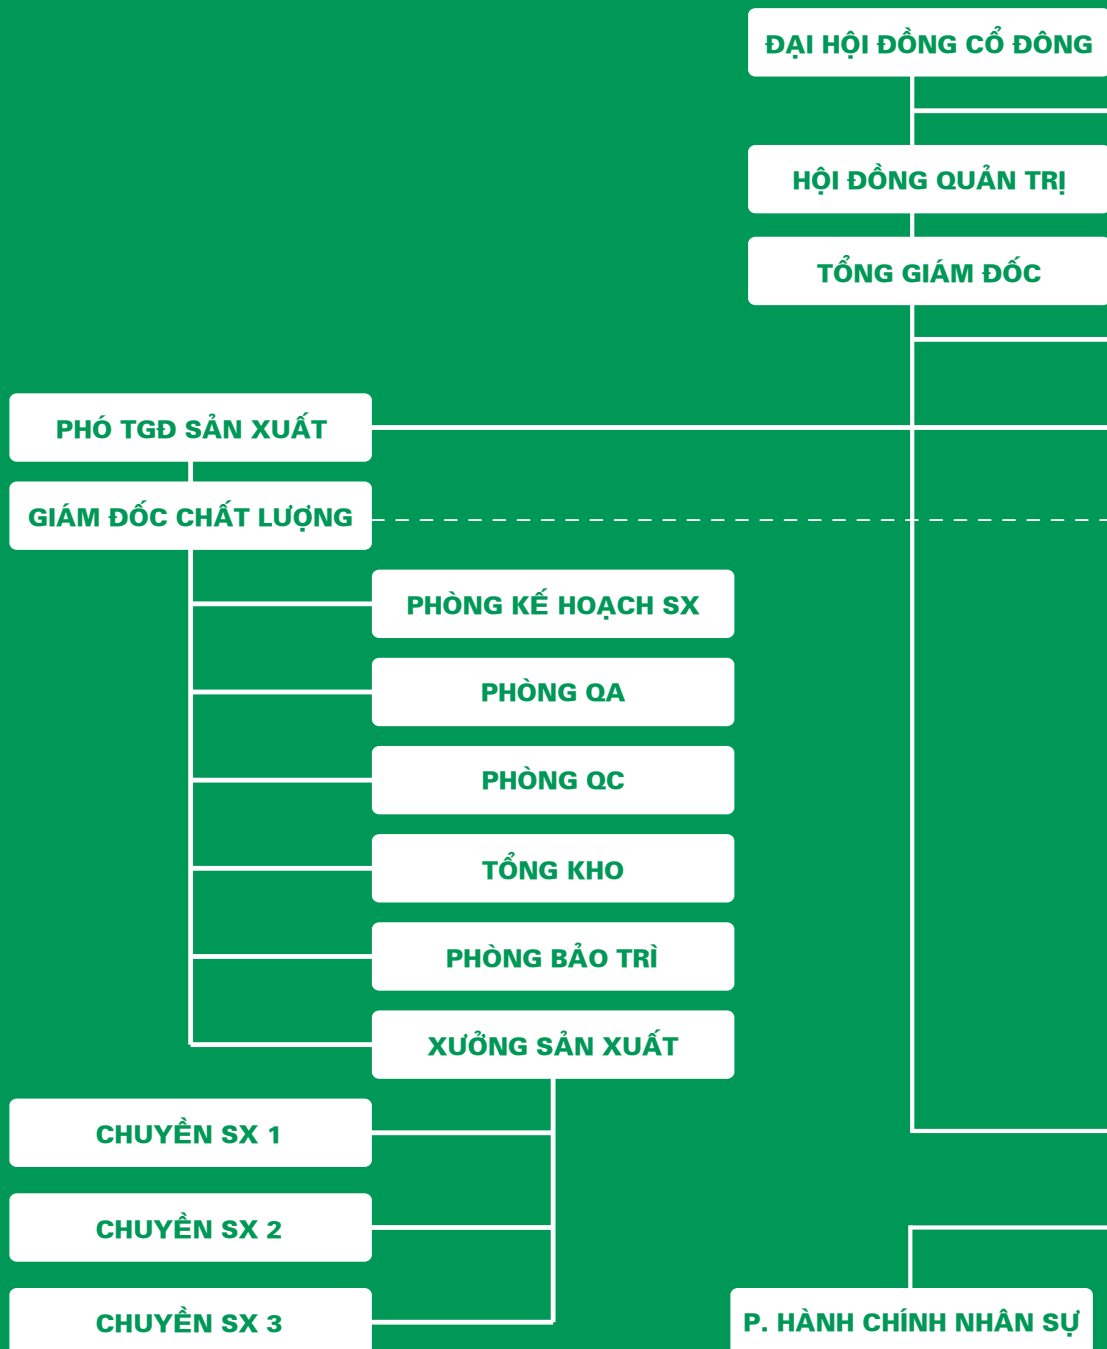 ĐẠI HỘI ĐỒNG CỔ ĐÔNG
HỘI ĐỒNG QUẢN TRỊ
TỔNG GIÁM ĐỐC
PHÓ TGĐ SẢN XUẤT
GIÁM ĐỐC CHẤT LƯỢNG
PHÒNG KẾ HOẠCH SX
PHÒNG QA
PHÒNG QC
TỔNG KHO
PHÒNG BẢO TRÌ
XƯỞNG SẢN XUẤT
CHUYỀN SX 1
CHUYỀN SX 2
CHUYỀN SX 3
P. HÀNH CHÍNH NHÂN SỰ